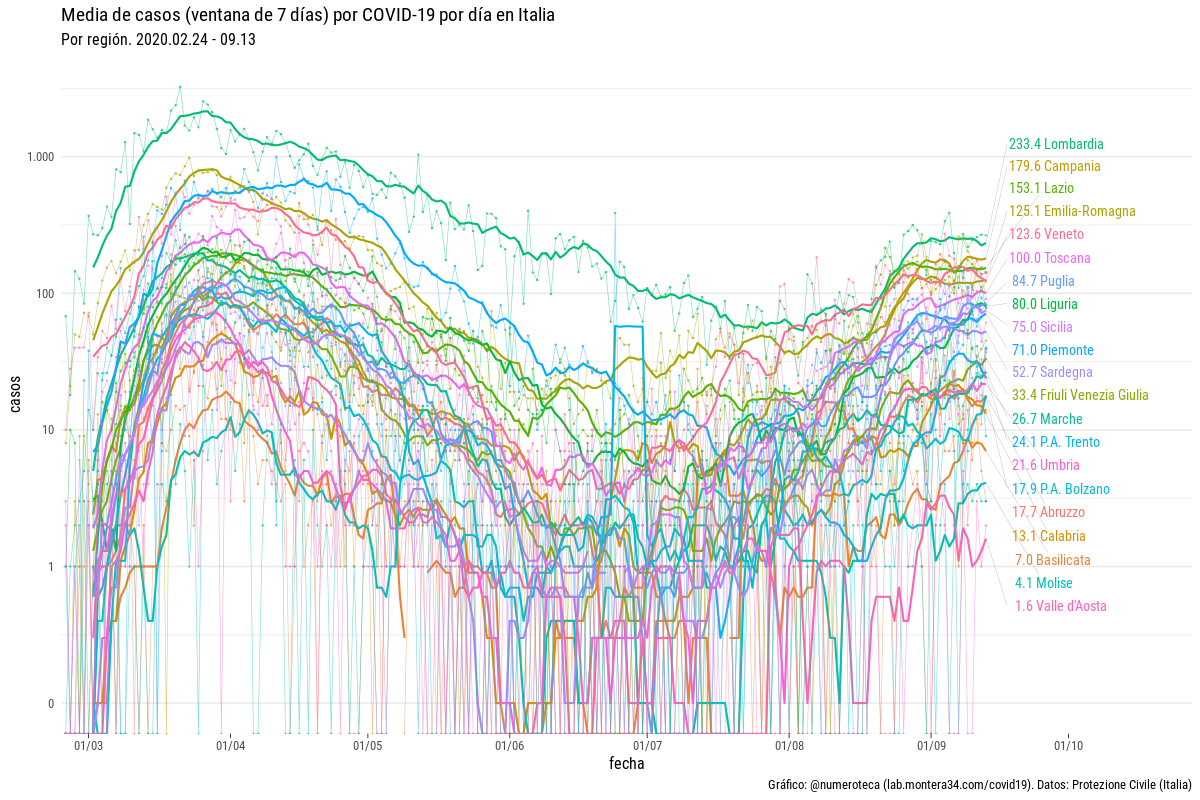 Media de casos (ventana de 7 días) por COVID-19 por día en Italia
Por región. 2020.02.24 - 09.13
casos
1.000
100
10
1
0
233.4 Lombardia
179.6 Campania
153.1 Lazio
125.1 Emilia-Romagna
123.6 Veneto
100.0 Toscana
84.7 Puglia
80.0 Liguria
75.0 Sicilia
71.0 Piemonte
52.7 Sardegna
33.4 Friuli Venezia Giulia
26.7 Marche
24.1 P.A. Trento
21.6 Umbria
17.9 P.A. Bolzano
17.7 Abruzzo
13.1 Calabria
7.0 Basilicata
4.1 Molise
1.6 Valle d'Aosta
01/03 01/04 01/05 01/06 01/07 01/08 01/09 01/10
fecha
Gráfico: @numeroteca (lab.montera34.com/covid19). Datos: Protezione Civile (Italia)